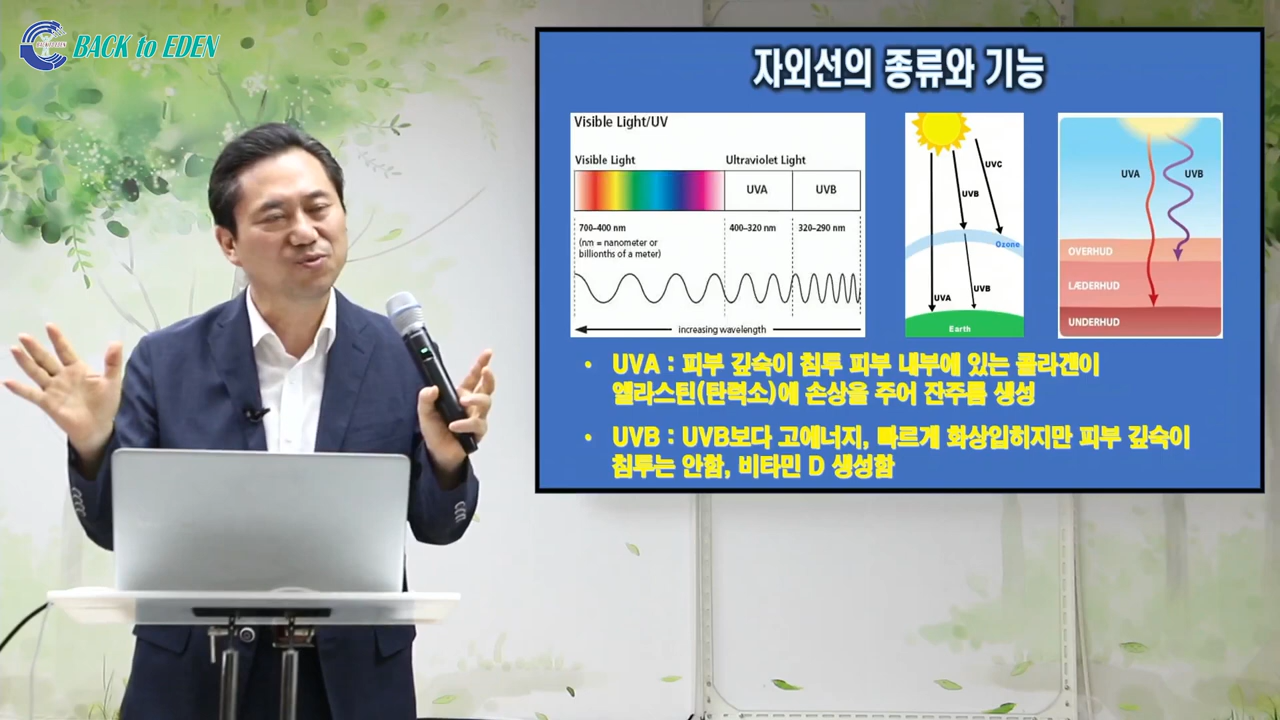 BACK to EDEN
자외선의 종류와 기능
Visible Light/UV
Visible Light
Ultraviolet Light
UVA
UVB
700–400 nm
(nm = nanometer or
billionths of a meter)
400–320 nm
320–290 nm
increasing wavelength
UVC
UVB
Ozone
UVA
UVB
Earth
UVA
UVB
OVERHUD
LÆDERHUD
UNDERHUD
• UVA : 피부 깊숙이 침투 피부 내부에 있는 콜라겐이
엘라스틴(탄력소)에 손상을 주어 잔주름 생성
• UVB : UVB보다 고에너지, 빠르게 화상입히지만 피부 깊숙이
침투는 안함, 비타민 D 생성함